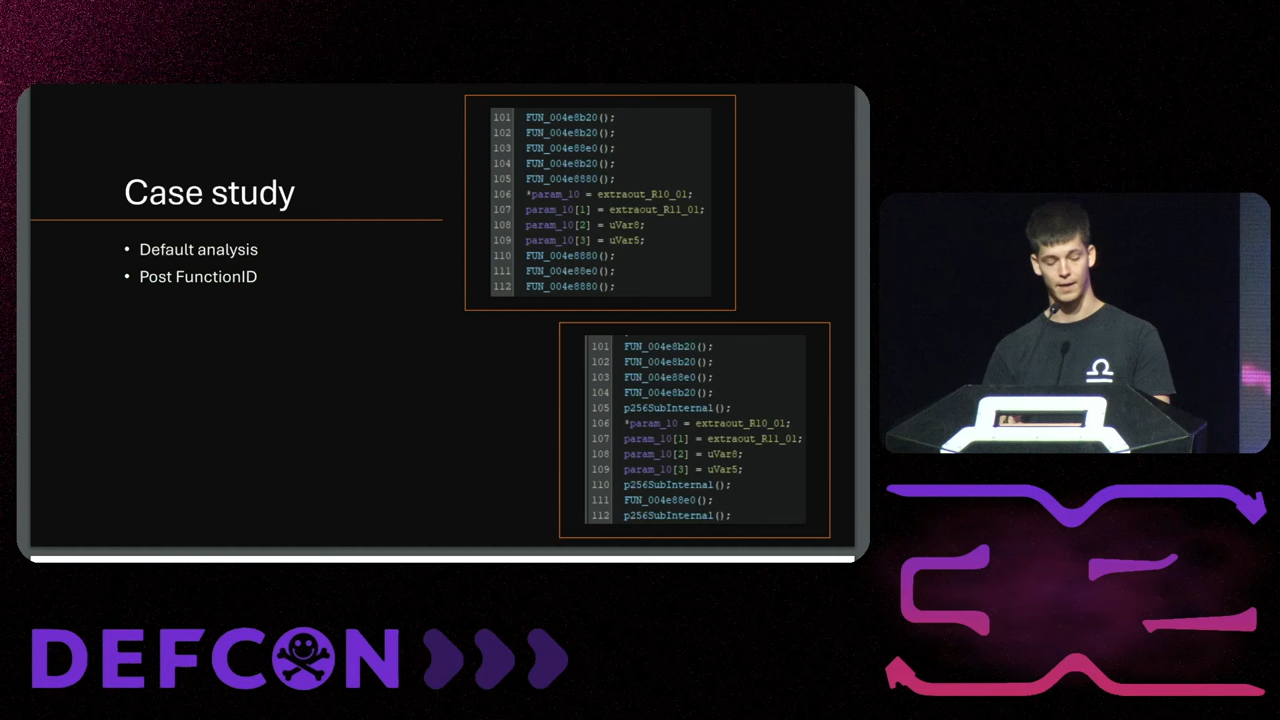 Case study
• Default analysis
• Post FunctionID
101 FUN_004e8b20();
102 FUN_004e8b20();
103 FUN_004e88e0();
104 FUN_004e8b20();
105 FUN_004e8880();
106 *param_10 = extraout_R10_01;
107 param_10[1] = extraout_R11_01;
108 param_10[2] = uVar8;
109 param_10[3] = uVar5;
110 FUN_004e8880();
111 FUN_004e88e0();
112 FUN_004e8880();
101 FUN_004e8b20();
102 FUN_004e8b20();
103 FUN_004e88e0();
104 FUN_004e8b20();
105 p256SubInternal();
106 *param_10 = extraout_R10_01;
107 param_10[1] = extraout_R11_01;
108 param_10[2] = uVar8;
109 param_10[3] = uVar5;
110 p256SubInternal();
111 FUN_004e88e0();
112 p256SubInternal();
DEFCON